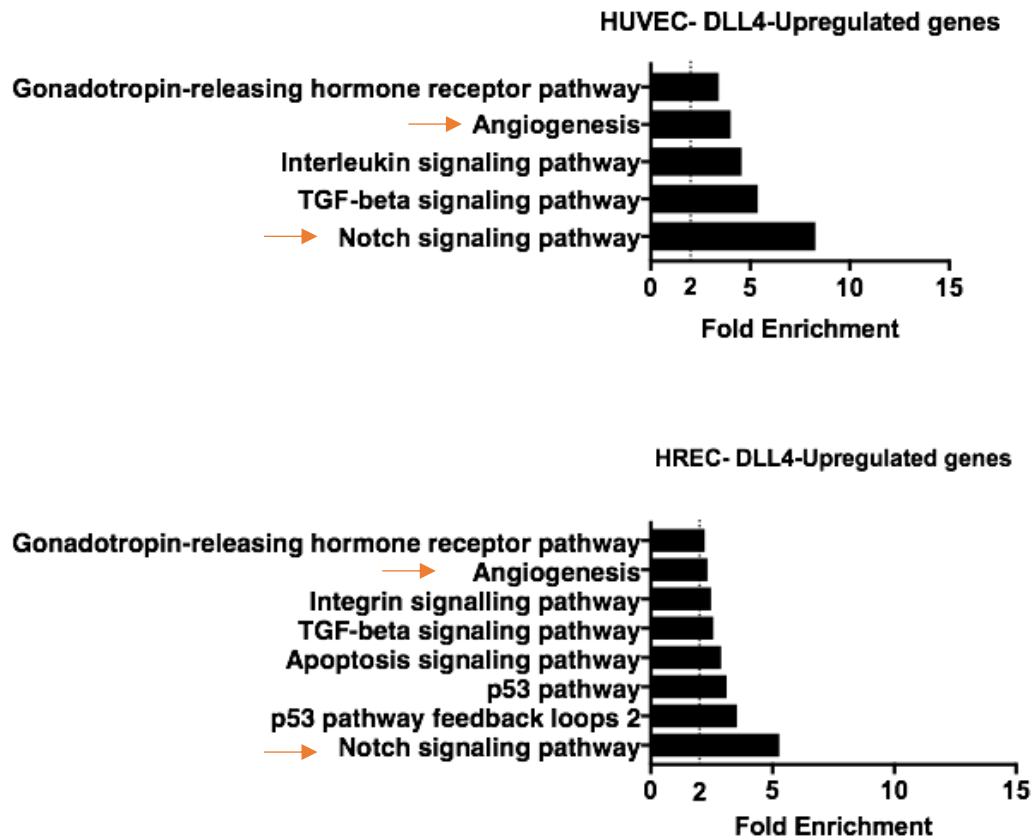 HUVEC- DLL4-Upregulated genes
Gonadotropin-releasing hormone receptor pathway
Angiogenesis
Interleukin signaling pathway
TGF-beta signaling pathway
Notch signaling pathway
0 2 5 10 15
Fold Enrichment
HREC- DLL4-Upregulated genes
Gonadotropin-releasing hormone receptor pathway
Angiogenesis
Integrin signalling pathway
TGF-beta signaling pathway
Apoptosis signaling pathway
p53 pathway
p53 pathway feedback loops 2
Notch signaling pathway
0 2 5 10 15
Fold Enrichment